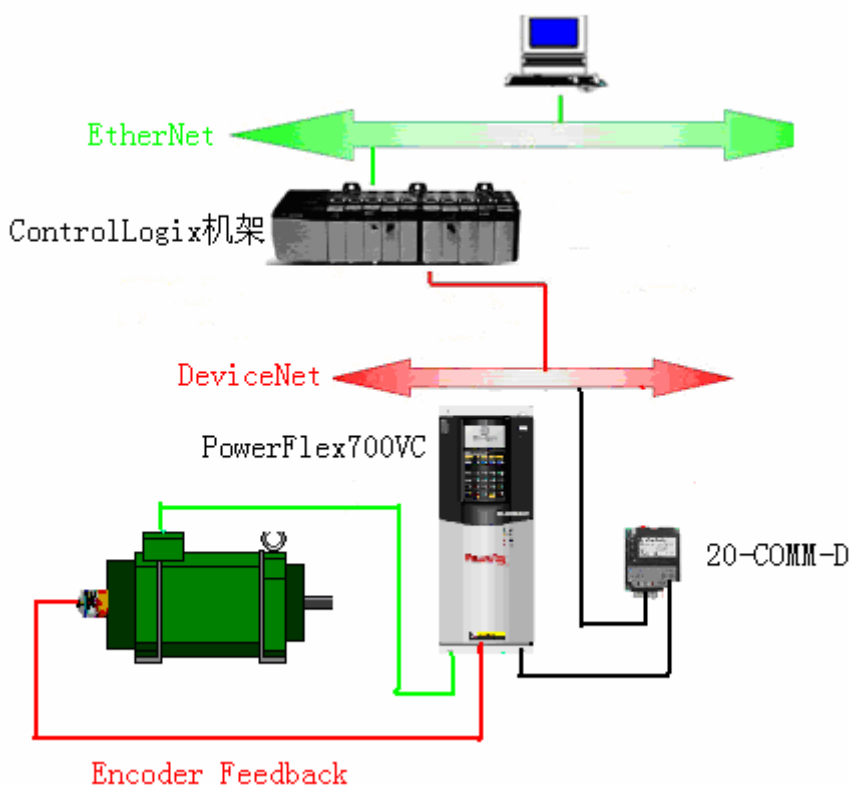 EtherNet
ControlLogix机架
DeviceNet
PowerFlex700VC
20-COMM-D
Encoder Feedback